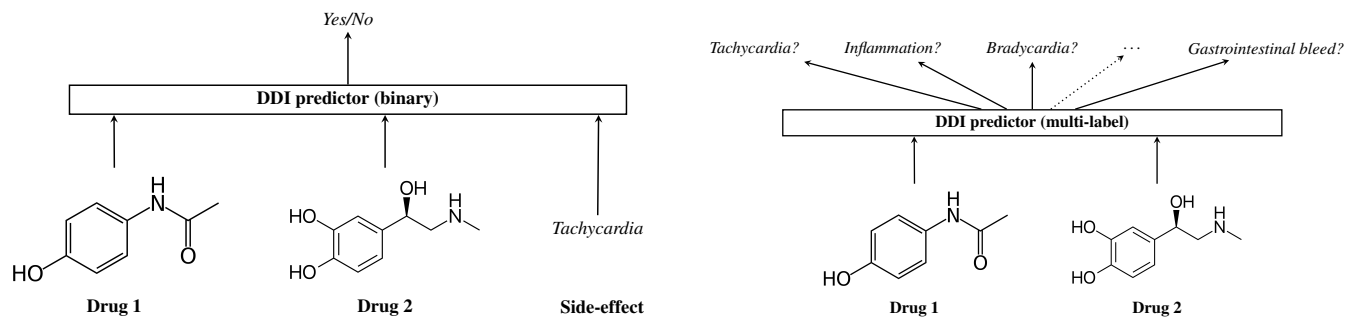 Yes/No
DDI predictor (binary)
OH
H
N
HO
O
HO
HO
H
N
Tachycardia
Drug 1
Drug 2
Side-effect
Tachycardia?
Inflammation?
Bradycardia?
...
Gastrointestinal bleed?
DDI predictor (multi-label)
H
N
O
HO
OH
HO
HO
H
N
Drug 1
Drug 2